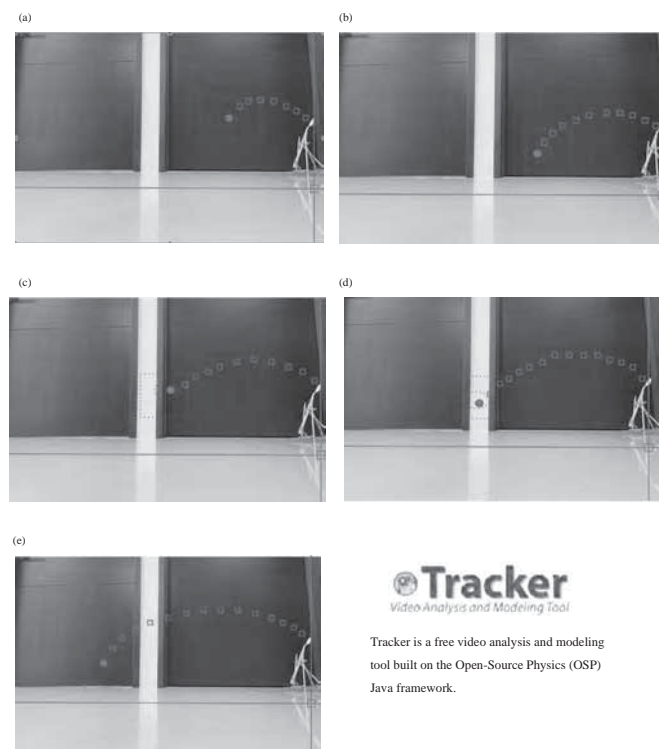 (a)
(b)
(c)
(d)
(e)
Tracker
Video Analysis and Modeling Tool
Tracker is a free video analysis and modeling
tool built on the Open-Source Physics (OSP)
Java framework.